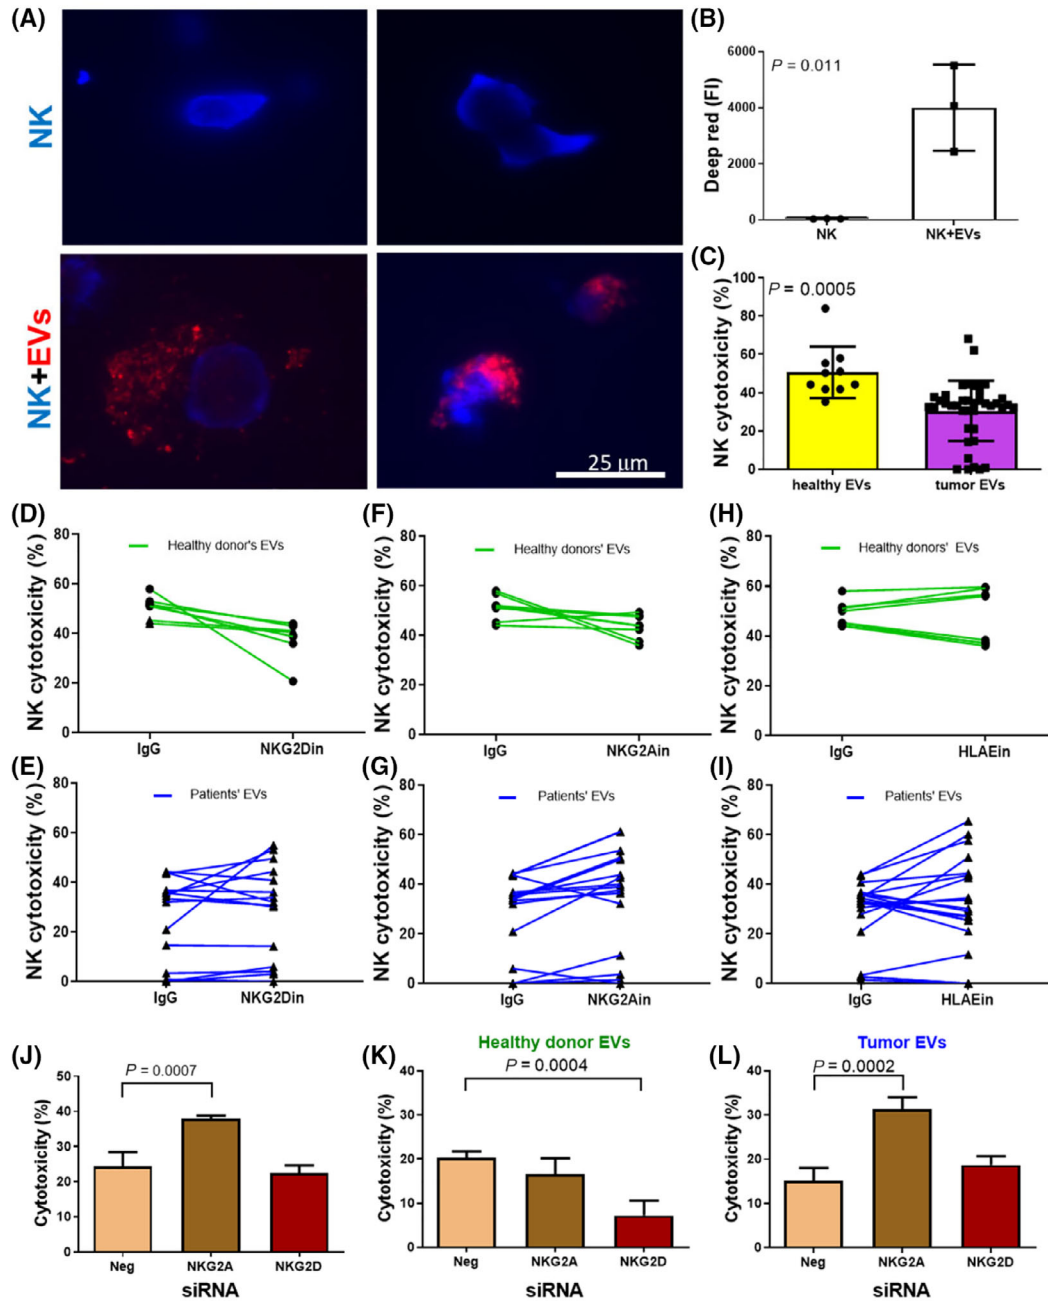 (A)
NK
NK+EVs
25 μm
(B)
Deep red (FI)
6000
4000
2000
0
P = 0.011
NK
NK+EVs
(C)
NK cytotoxicity (%)
100
80
60
40
20
0
P = 0.0005
healthy EVs
tumor EVs
(D)
NK cytotoxicity (%)
80
60
40
20
0
Healthy donor's EVs
IgG
NKG2Din
(F)
NK cytotoxicity (%)
80
60
40
20
0
Healthy donors' EVs
IgG
NKG2Ain
(H)
NK cytotoxicity (%)
80
60
40
20
0
Healthy donors' EVs
IgG
HLAEin
(E)
NK cytotoxicity (%)
80
60
40
20
0
Patients' EVs
IgG
NKG2Din
(G)
NK cytotoxicity (%)
80
60
40
20
0
Patients' EVs
IgG
NKG2Ain
(I)
NK cytotoxicity (%)
80
60
40
20
0
Patients' EVs
IgG
HLAEin
(J)
Cytotoxicity (%)
50
40
30
20
10
0
P = 0.0007
Neg
NKG2A
NKG2D
siRNA
(K)
Healthy donor EVs
Cytotoxicity (%)
40
30
20
10
0
P = 0.0004
Neg
NKG2A
NKG2D
siRNA
(L)
Tumor EVs
Cytotoxicity (%)
40
30
20
10
0
P = 0.0002
Neg
NKG2A
NKG2D
siRNA